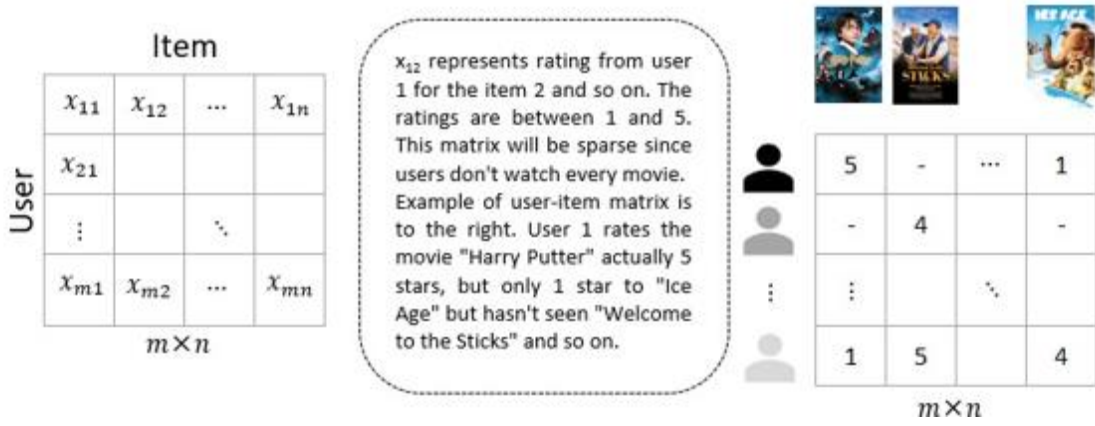 Item
User
x₁₁ x₁₂ ... x₁ₙ
x₂₁
⋮ ⋱
xₘ₁ xₘ₂ ... xₘₙ
m×n
x₁₂ represents rating from user
1 for the item 2 and so on. The
ratings are between 1 and 5.
This matrix will be sparse since
users don't watch every movie.
Example of user-item matrix is
to the right. User 1 rates the
movie "Harry Putter" actually 5
stars, but only 1 star to "Ice
Age" but hasn't seen "Welcome
to the Sticks" and so on.
STACKS
ICE AGE
5 - ... 1
- 4 -
⋮ ⋮ ⋱
1 5 4
m×n